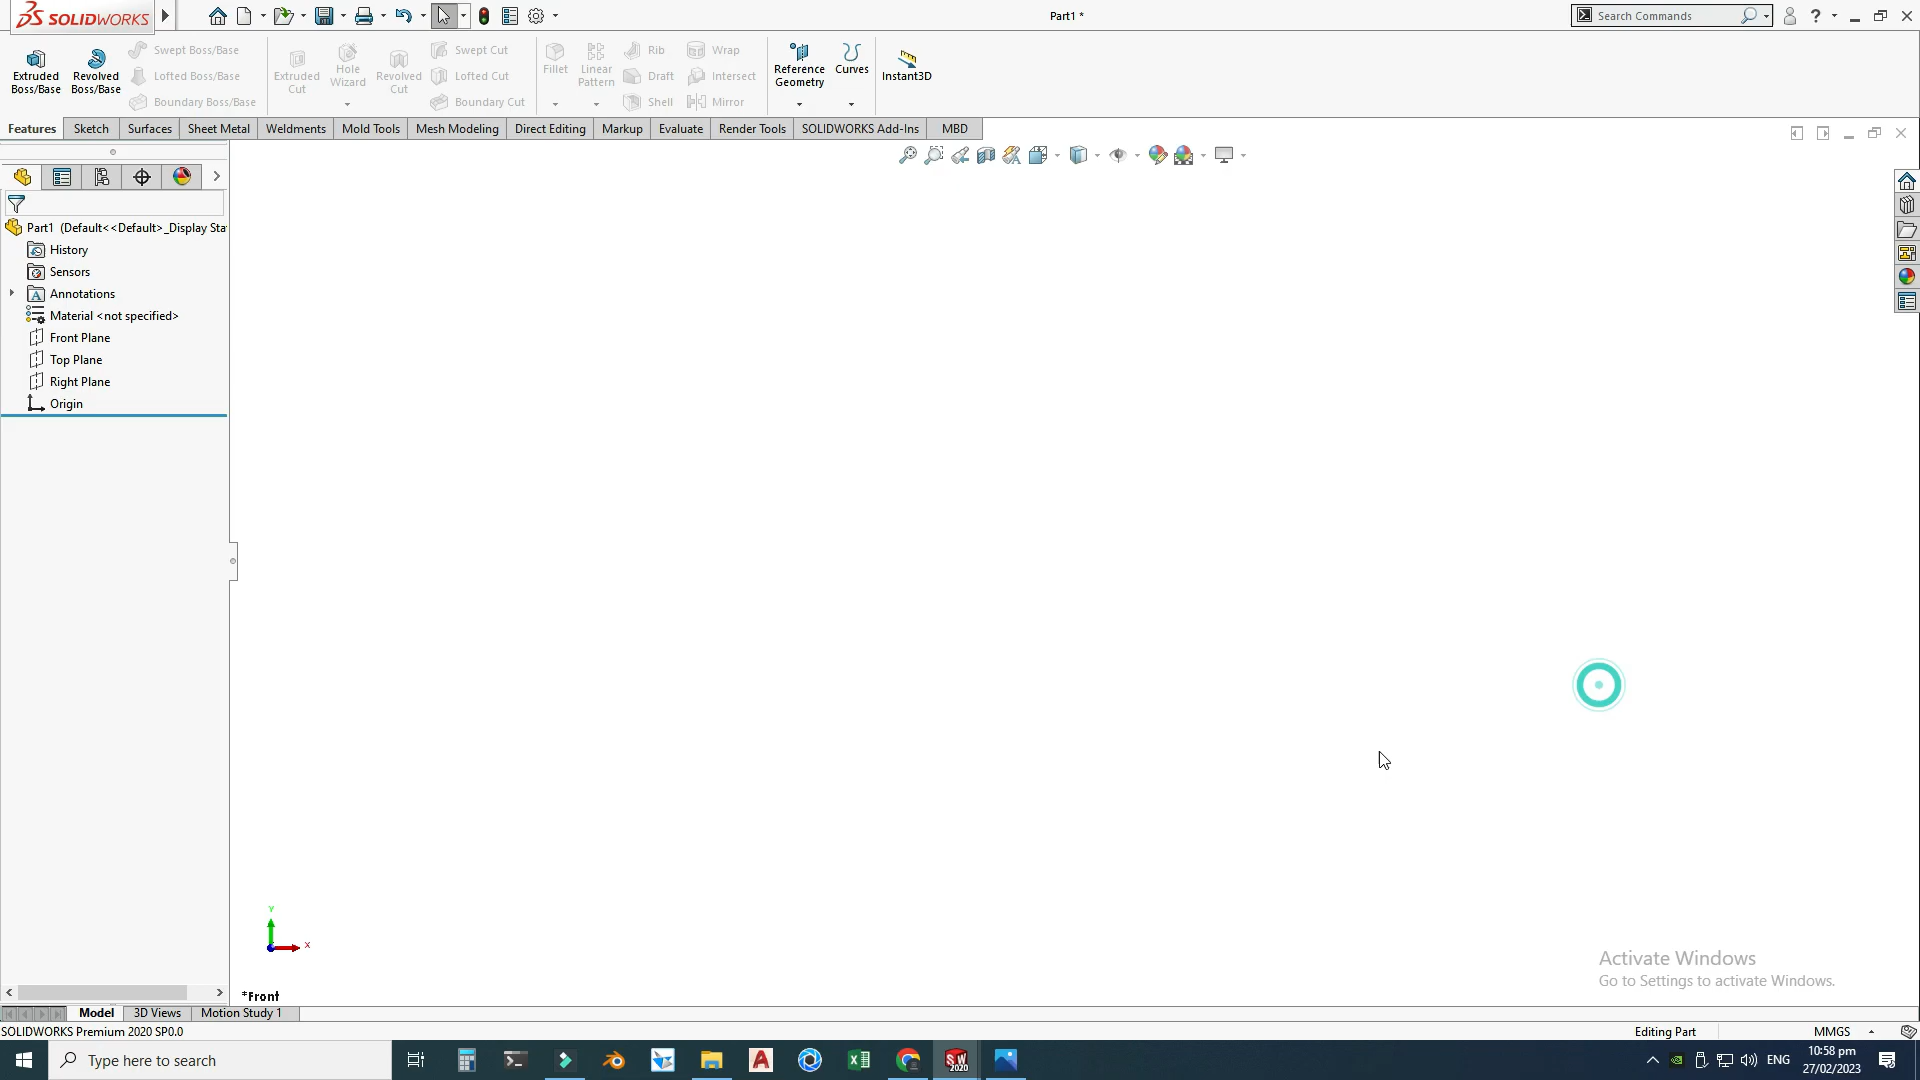 SOLIDWORKS
Part1 *
Search Commands
Extruded Boss/Base
Revolved Boss/Base
Swept Boss/Base
Lofted Boss/Base
Boundary Boss/Base
Extruded Cut
Hole Wizard
Revolved Cut
Swept Cut
Lofted Cut
Boundary Cut
Fillet
Linear Pattern
Rib
Draft
Shell
Wrap
Intersect
Mirror
Reference Geometry
Curves
Instant3D
Features Sketch Surfaces Sheet Metal Weldments Mold Tools Mesh Modeling Direct Editing Markup Evaluate Render Tools SOLIDWORKS Add-Ins MBD
Part1 (Default<<Default>_Display Sta
History
Sensors
Annotations
Material <not specified>
Front Plane
Top Plane
Right Plane
Origin
Y
X
*Front
Activate Windows
Go to Settings to activate Windows.
Model 3D Views Motion Study 1
SOLIDWORKS Premium 2020 SP0.0
Editing Part
MMGS
Type here to search
SW
2020
ENG
10:58 pm
27/02/2023